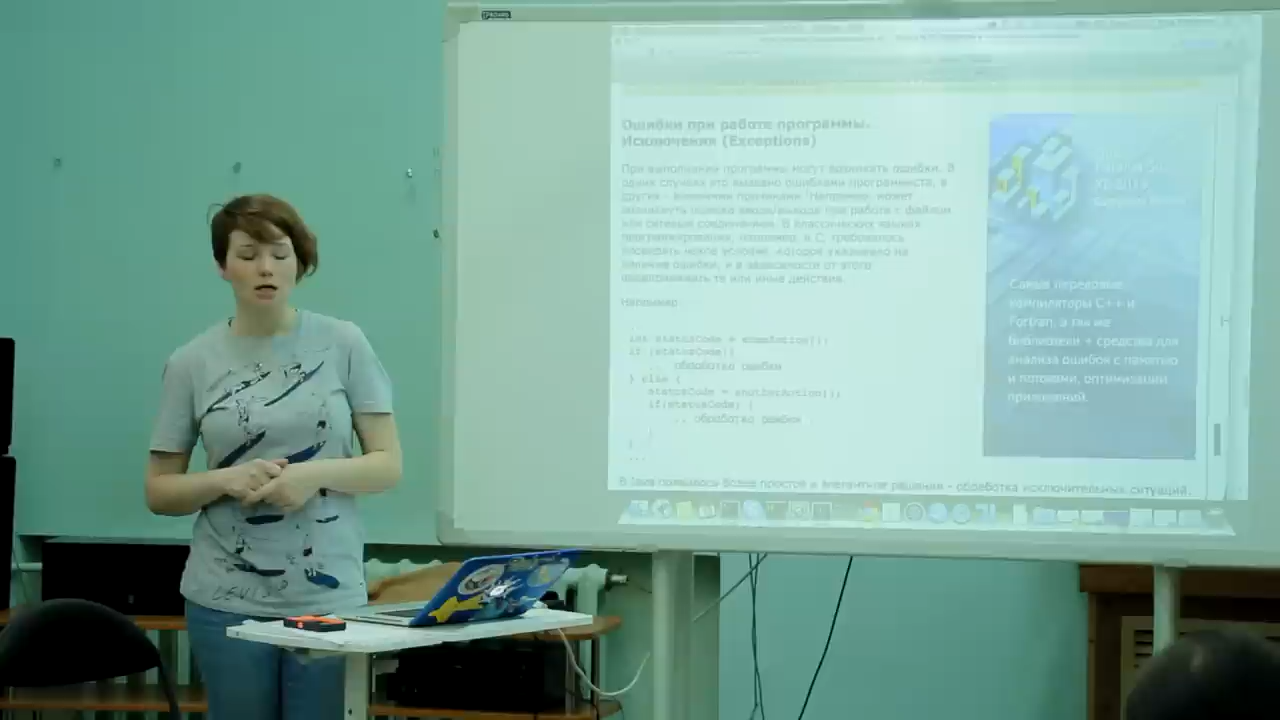 Ошибки при работе программы.
Исключения (Exceptions)
При выполнении программы могут возникать ошибки. В
одних случаях это вызвано ошибками программиста, в
других - внешними причинами. Например, может
возникнуть ошибка ввода/вывода при работе с файлом
или сетевым соединением. В классических языках
программирования, например, в С, требовалось
проверять некое условие, которое указывало на
наличие ошибки, и в зависимости от этого
предпринимать те или иные действия.
Например:
int statusCode = someAction();
if (statusCode){
... обработка ошибки
} else {
statusCode = anotherAction();
if(statusCode) {
... обработка ошибки
}
}
...
В Java появилось более простое и элегантное решение - обработка исключительных ситуаций.
Самые передовые
компиляторы C++ и
Fortran, а так же
библиотеки + средства для
анализа ошибок с памятью
и потоками, оптимизации
приложений.
LEVI'S